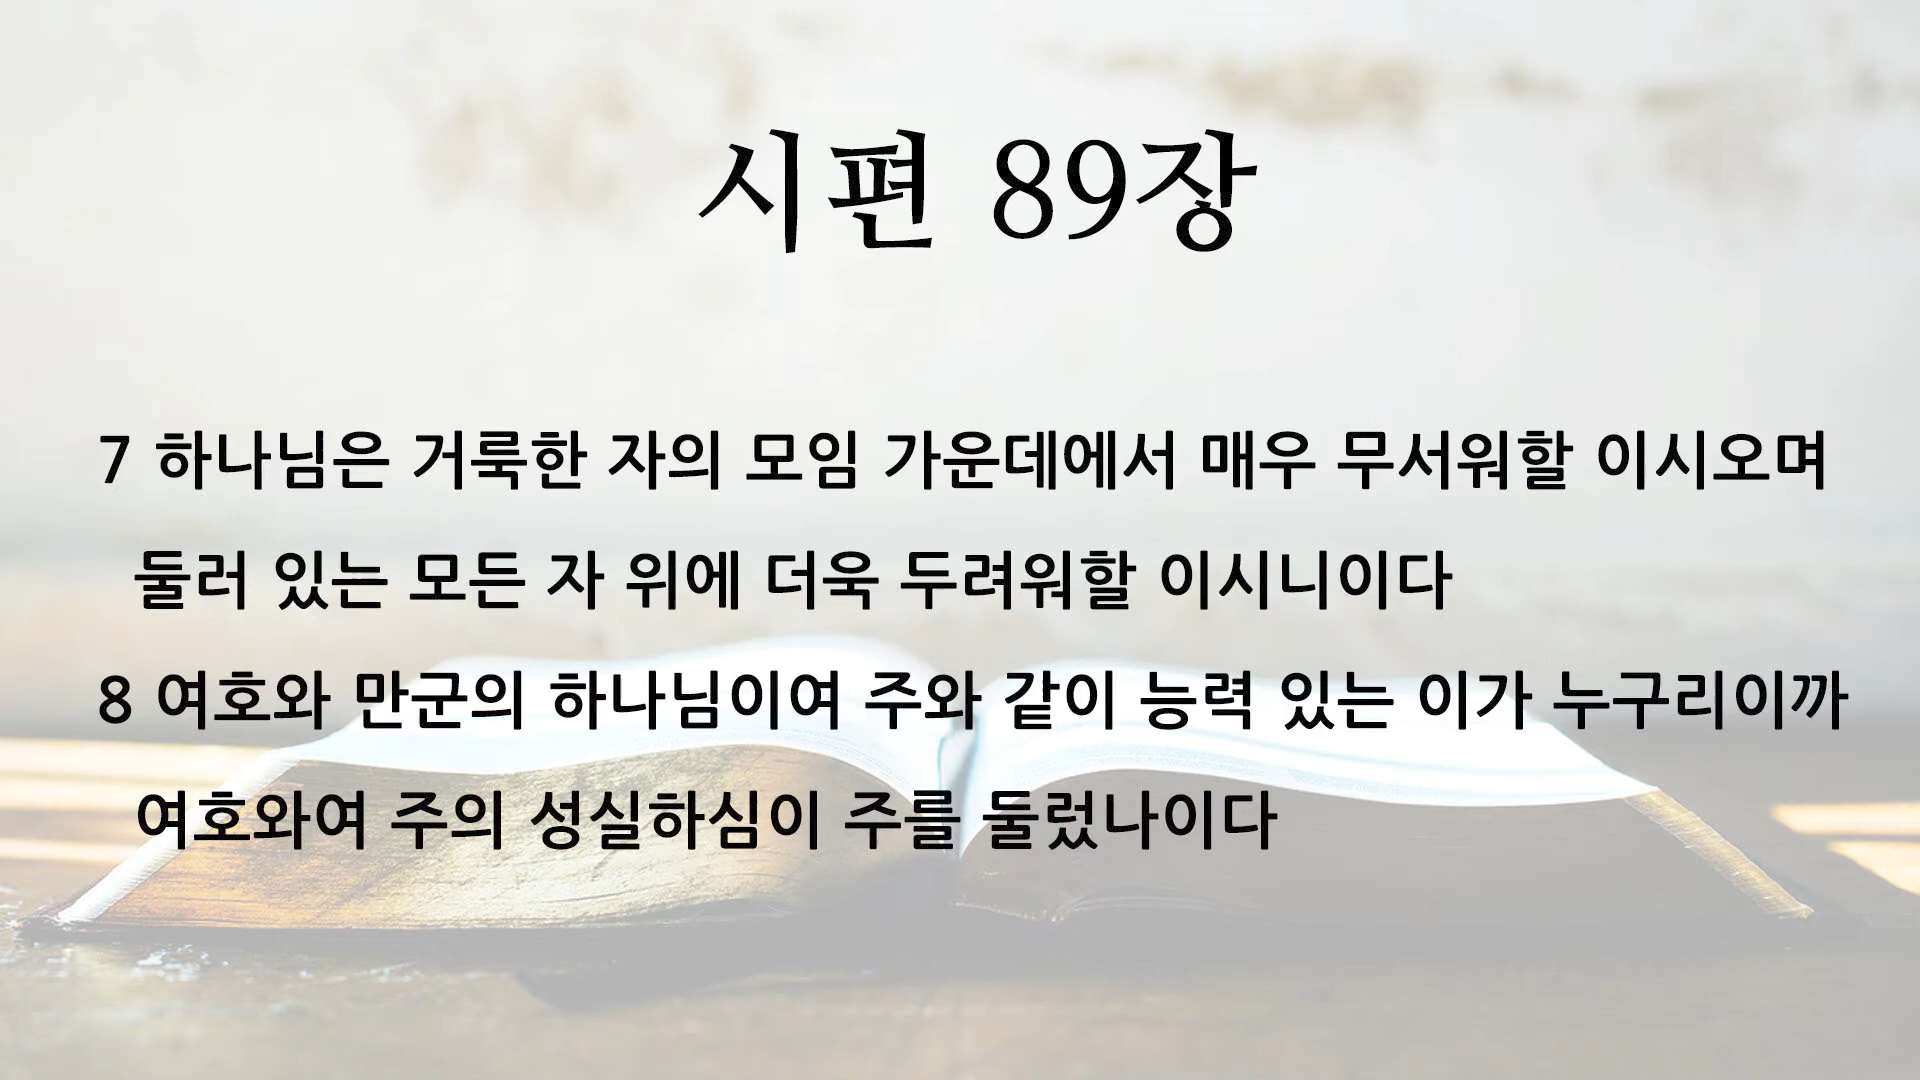 시편 89장
7 하나님은 거룩한 자의 모임 가운데에서 매우 무서워할 이시오며
둘러 있는 모든 자 위에 더욱 두려워할 이시니이다
8 여호와 만군의 하나님이여 주와 같이 능력 있는 이가 누구리이까
여호와여 주의 성실하심이 주를 둘렀나이다